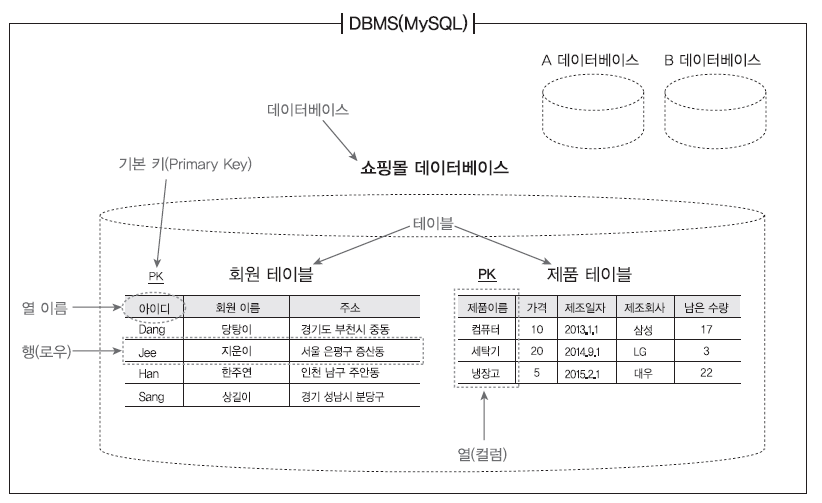 DBMS(MySQL)
A 데이터베이스 B 데이터베이스
데이터베이스
쇼핑몰 데이터베이스
기본 키(Primary Key)
테이블
PK 회원 테이블
PK 제품 테이블
열 이름
아이디 회원 이름 주소
Dang 당탕이 경기도 부천시 중동
행(로우)
Jee 지운이 서울 은평구 증산동
Han 한주연 인천 남구 주안동
Sang 상길이 경기 성남시 분당구
제품이름 가격 제조일자 제조회사 남은 수량
컴퓨터 10 2013.1.1 삼성 17
세탁기 20 2014.9.1 LG 3
냉장고 5 2015.2.1 대우 22
열(컬럼)